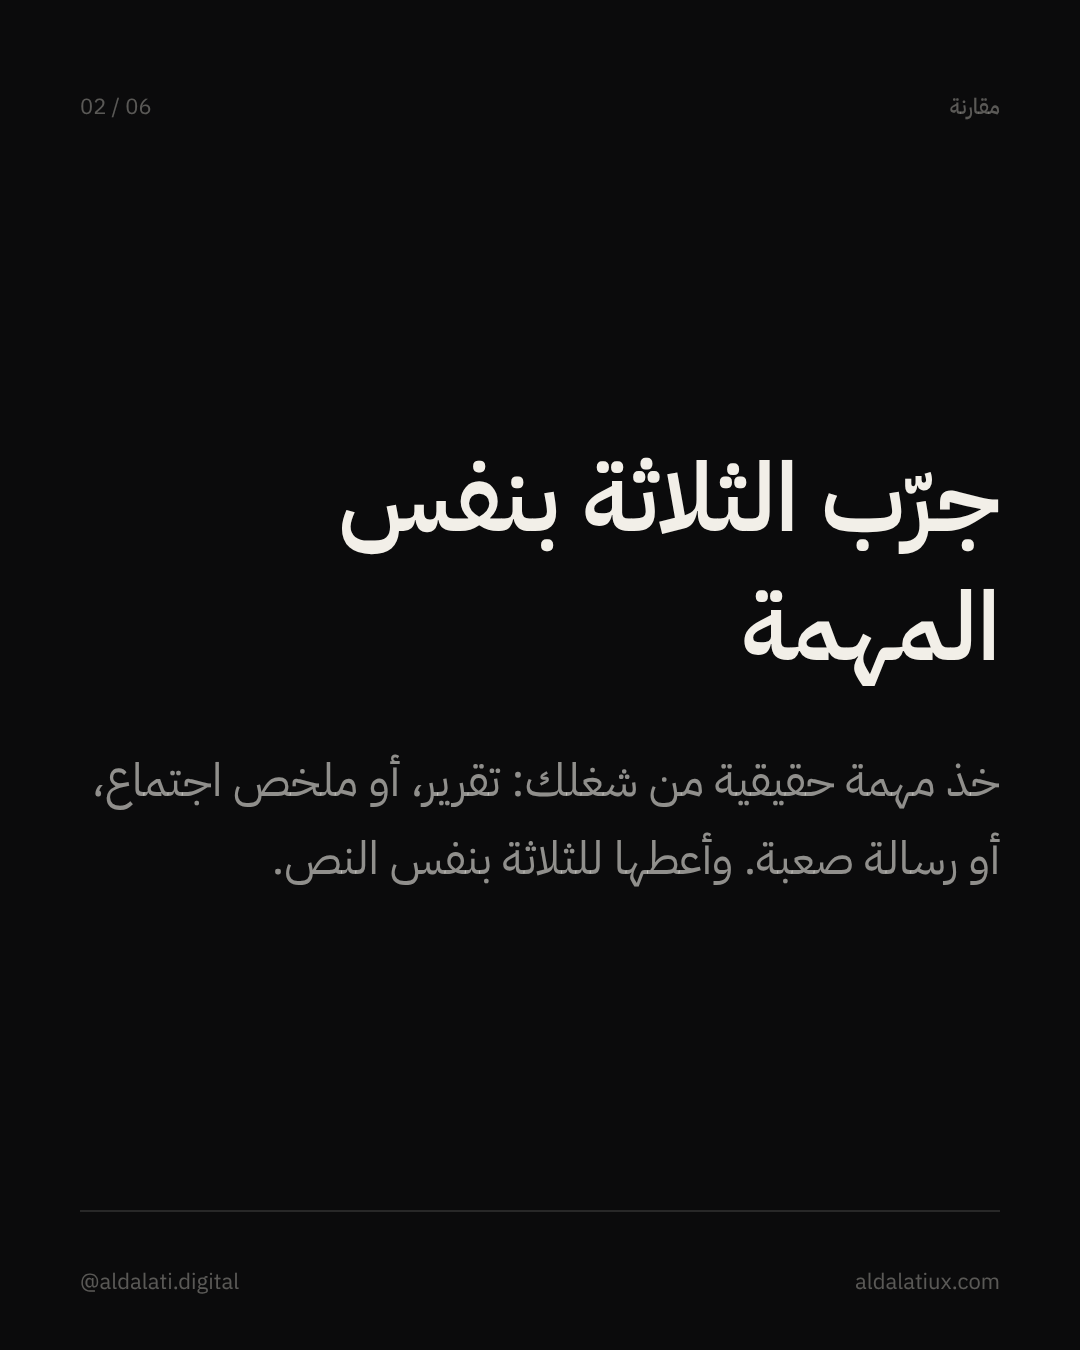 مقارنة
02 / 06
جرّب الثلاثة بنفس
المهمة
خذ مهمة حقيقية من شغلك: تقرير، أو ملخص اجتماع،
أو رسالة صعبة. وأعطها للثلاثة بنفس النص.
@aldalati.digital
aldalatiux.com